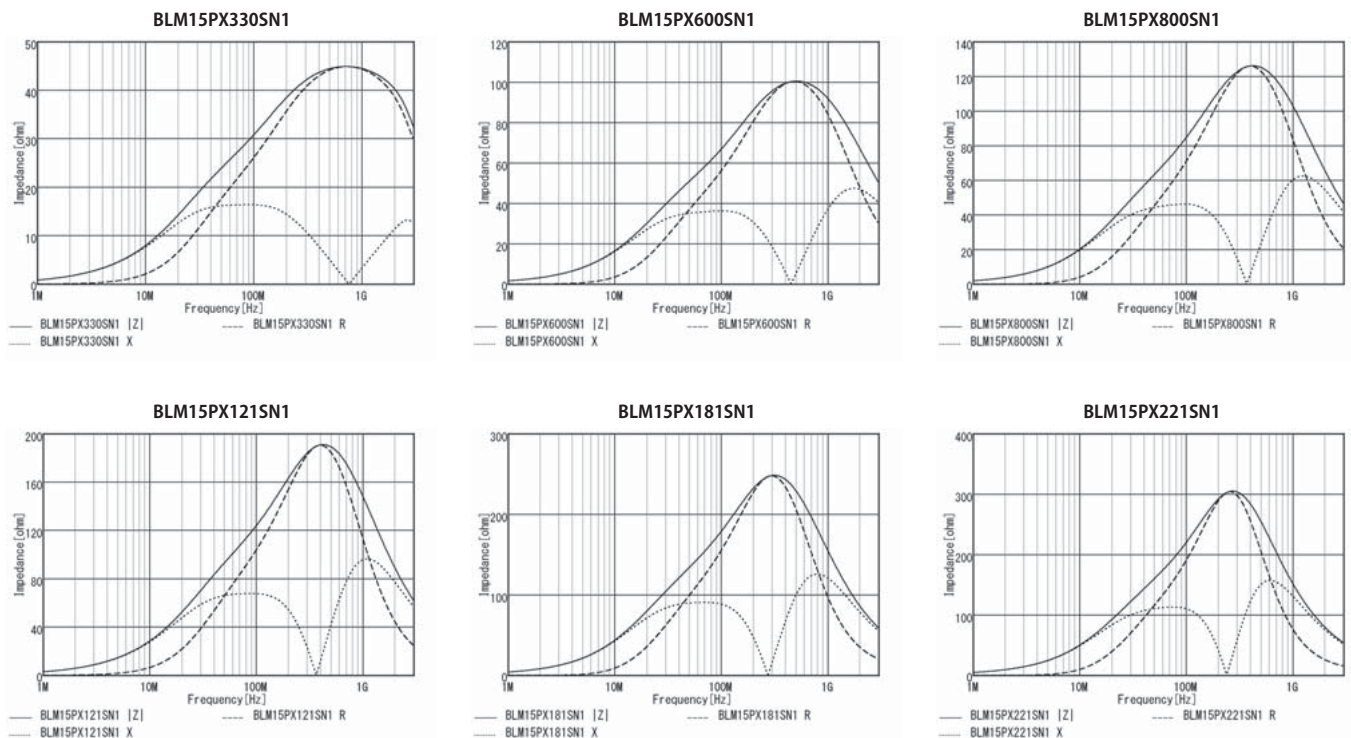 BLM15PX330SN1
50
40
30
20
10
0
Impedance[ohm]
1M 10M 100M 1G
Frequency[Hz]
BLM15PX330SN1 |Z| BLM15PX330SN1 R
BLM15PX330SN1 X
BLM15PX600SN1
120
100
80
60
40
20
0
Impedance[ohm]
1M 10M 100M 1G
Frequency[Hz]
BLM15PX600SN1 |Z| BLM15PX600SN1 R
BLM15PX600SN1 X
BLM15PX800SN1
140
120
100
80
60
40
20
0
Impedance[ohm]
1M 10M 100M 1G
Frequency[Hz]
BLM15PX800SN1 |Z| BLM15PX800SN1 R
BLM15PX800SN1 X
BLM15PX121SN1
200
160
120
80
40
0
Impedance[ohm]
1M 10M 100M 1G
Frequency[Hz]
BLM15PX121SN1 |Z| BLM15PX121SN1 R
BLM15PX121SN1 X
BLM15PX181SN1
300
200
100
0
Impedance[ohm]
1M 10M 100M 1G
Frequency[Hz]
BLM15PX181SN1 |Z| BLM15PX181SN1 R
BLM15PX181SN1 X
BLM15PX221SN1
400
300
200
100
0
Impedance[ohm]
1M 10M 100M 1G
Frequency[Hz]
BLM15PX221SN1 |Z| BLM15PX221SN1 R
BLM15PX221SN1 X